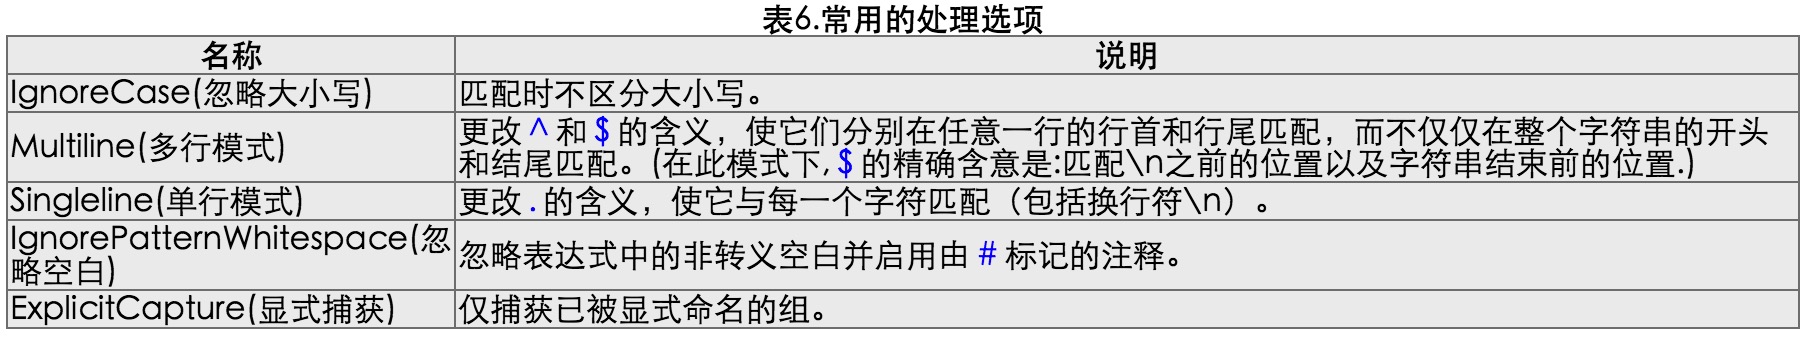 表6.常用的处理选项
名称 说明
IgnoreCase(忽略大小写) 匹配时不区分大小写。
Multiline(多行模式) 更改 ^ 和 $ 的含义，使它们分别在任意一行的行首和行尾匹配，而不仅仅在整个字符串的开头
和结尾匹配。(在此模式下, $ 的精确含意是:匹配\n之前的位置以及字符串结束前的位置.)
Singleline(单行模式) 更改 . 的含义，使它与每一个字符匹配（包括换行符\n）。
IgnorePatternWhitespace(忽
略空白) 忽略表达式中的非转义空白并启用由 # 标记的注释。
ExplicitCapture(显式捕获) 仅捕获已被显式命名的组。